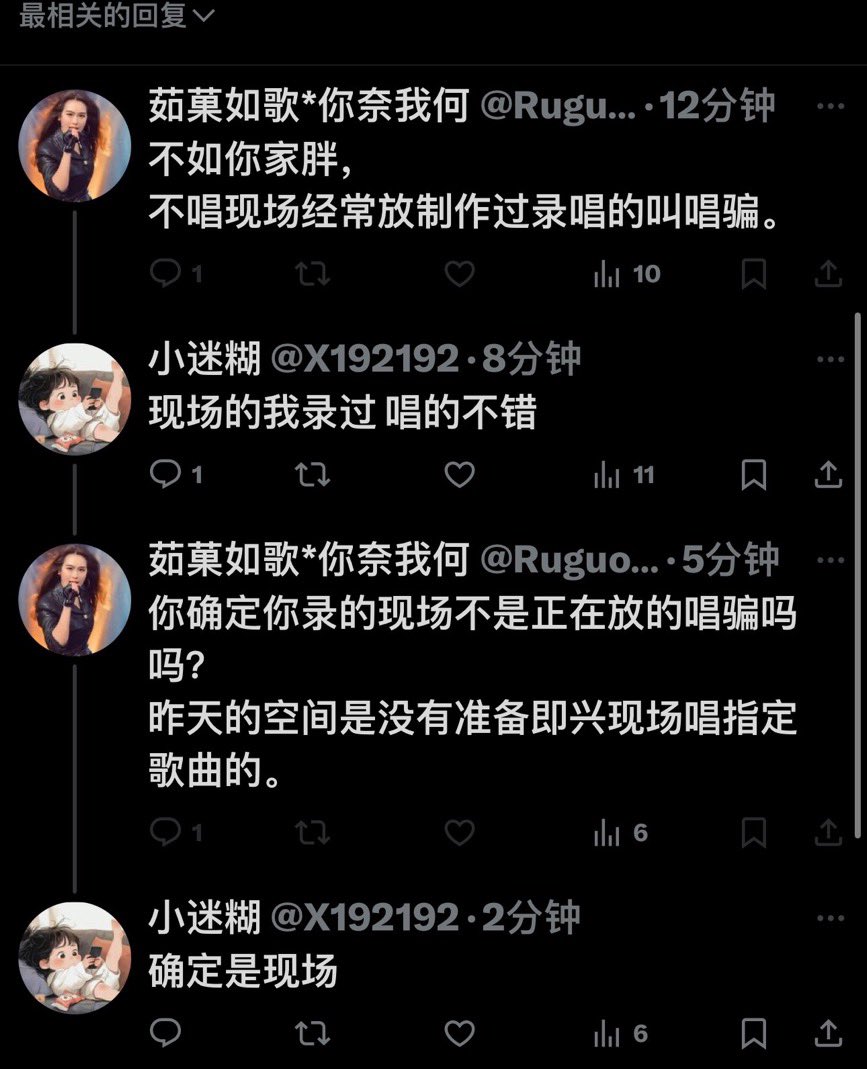 最相关的回复
茹菓如歌*你奈我何 @Rugu... · 12分钟
不如你家胖,
不唱现场经常放制作过录唱的叫唱骗。
1 10
小迷糊 @X192192 · 8分钟
现场的我录过 唱的不错
1 11
茹菓如歌*你奈我何 @Ruguo... · 5分钟
你确定你录的现场不是正在放的唱骗吗
吗?
昨天的空间是没有准备即兴现场唱指定
歌曲的。
1 6
小迷糊 @X192192 · 2分钟
确定是现场
6